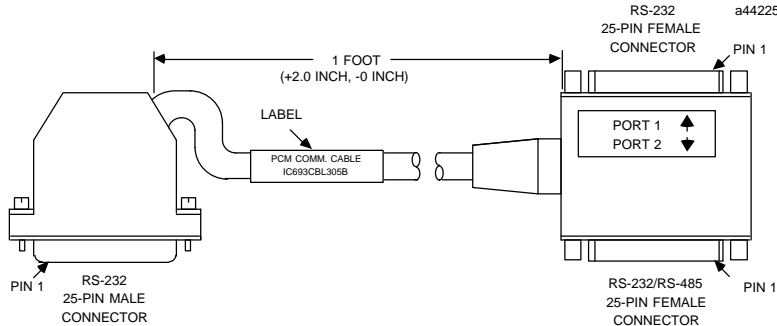 RS-232
25-PIN FEMALE
CONNECTOR
a44225
PIN 1
1 FOOT
(+2.0 INCH, -0 INCH)
LABEL
PCM COMM. CABLE
IC693CBL305B
PORT 1
PORT 2
PIN 1
RS-232
25-PIN MALE
CONNECTOR
RS-232/RS-485
25-PIN FEMALE
CONNECTOR
PIN 1